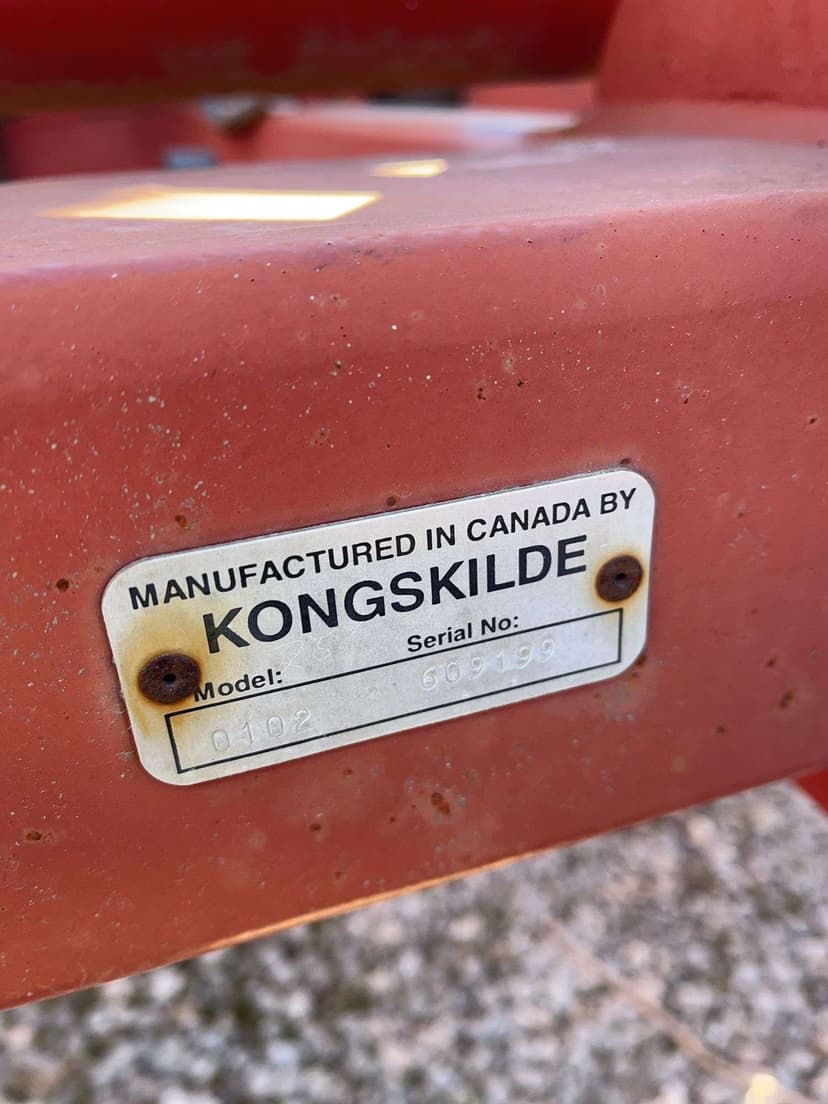 MANUFACTURED IN CANADA BY
KONGSKILDE
Model: Serial No:
0102 609199